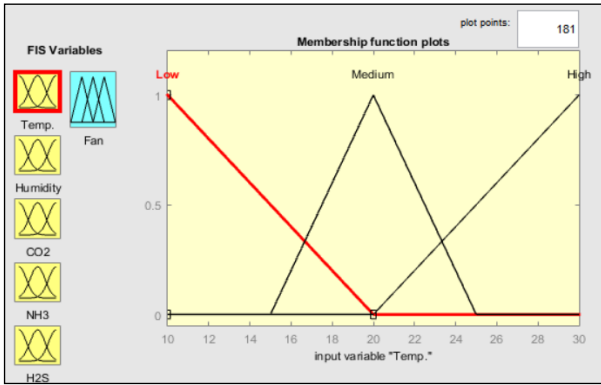 plot points: 181
FIS Variables
Membership function plots
Temp.
Fan
Humidity
CO2
NH3
H2S
Low Medium High
1
0.5
0
10 12 14 16 18 20 22 24 26 28 30
input variable "Temp."